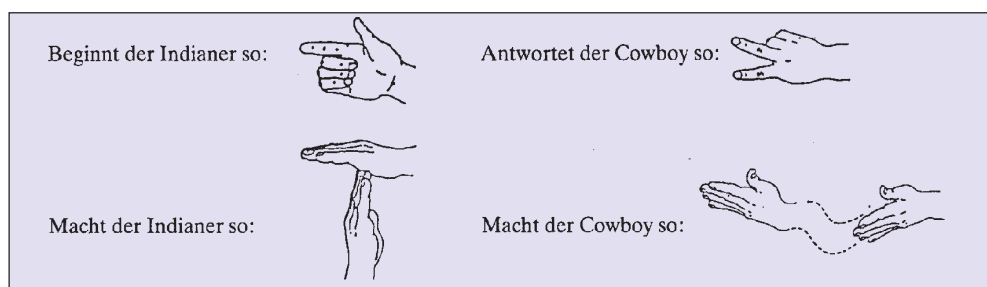 Beginnt der Indianer so:
Antwortet der Cowboy so:
Macht der Indianer so:
Macht der Cowboy so: